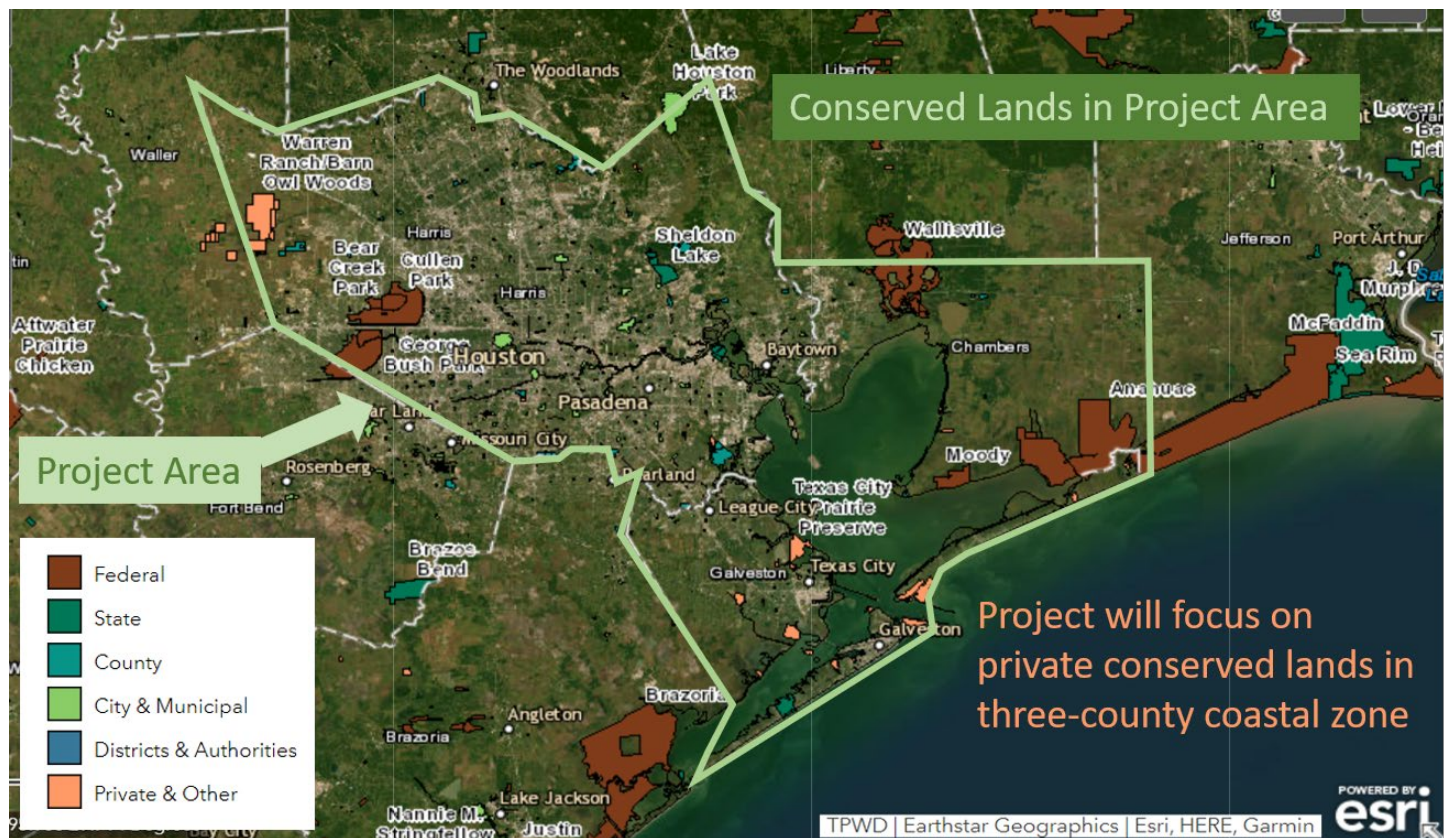 The Woodlands
Lake
Houston
Park
Liberty
Conserved Lands in Project Area
Waller
Warren
Ranch/Barn
Owl Woods
Harris
Bear
Creek
Park
Cullen
Park
Sheldon
Lake
Harris
Wallisville
Jefferson
Port Arthur
J. D.
McFaddin
Sea Rim
Attwater
Prairie
Chicken
George
Bush Park
Houston
Baytown
Chambers
Pasadena
Anahuac
Missouri City
Moody
Project Area
Rosenberg
Fort Bend
Pearland
League City
Texas City
Prairie
Preserve
Brazos
Bend
Galveston
Texas City
Galveston
Project will focus on
private conserved lands in
three-county coastal zone
Federal
State
County
City & Municipal
Districts & Authorities
Private & Other
Brazoria
Angleton
Brazoria
Lake Jackson
Nannie M.
Stringfellow
Justin
Bay City
POWERED BY
esri
TPWD | Earthstar Geographics | Esri, HERE, Garmin